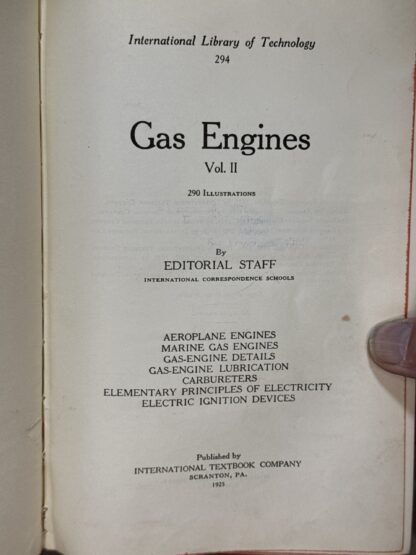 International Library of Technology
294
Gas Engines
Vol. II
290 Illustrations
By
EDITORIAL STAFF
INTERNATIONAL CORRESPONDENCE SCHOOLS
AEROPLANE ENGINES
MARINE GAS ENGINES
GAS-ENGINE DETAILS
GAS-ENGINE LUBRICATION
CARBURETERS
ELEMENTARY PRINCIPLES OF ELECTRICITY
ELECTRIC IGNITION DEVICES
Published by
INTERNATIONAL TEXTBOOK COMPANY
SCRANTON, PA.
1925